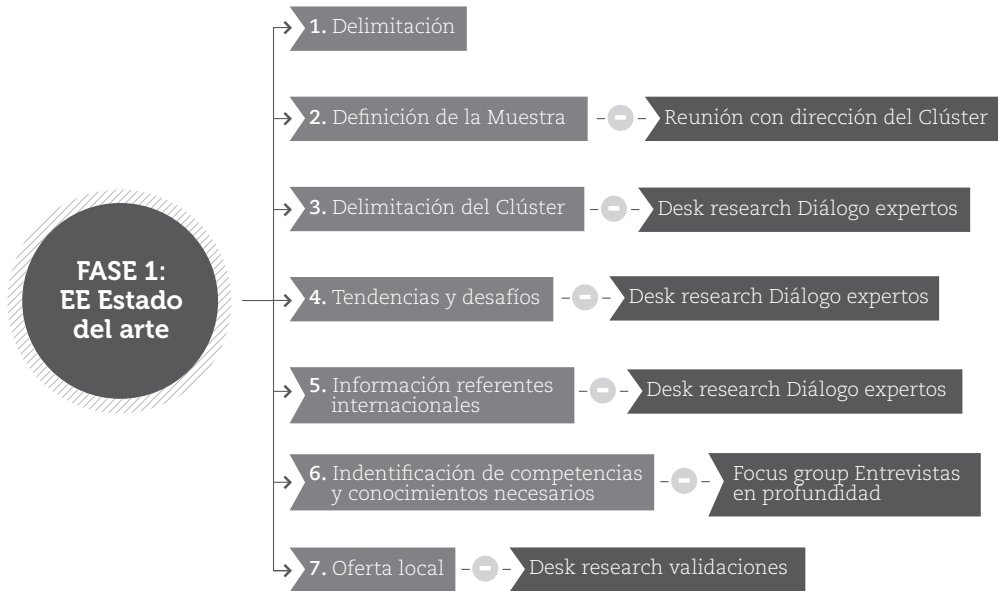 FASE 1:
EE Estado
del arte
1. Delimitación
2. Definición de la Muestra
Reunión con dirección del Clúster
3. Delimitación del Clúster
Desk research Diálogo expertos
4. Tendencias y desafíos
Desk research Diálogo expertos
5. Información referentes
internacionales
Desk research Diálogo expertos
6. Indentificación de competencias
y conocimientos necesarios
Focus group Entrevistas
en profundidad
7. Oferta local
Desk research validaciones